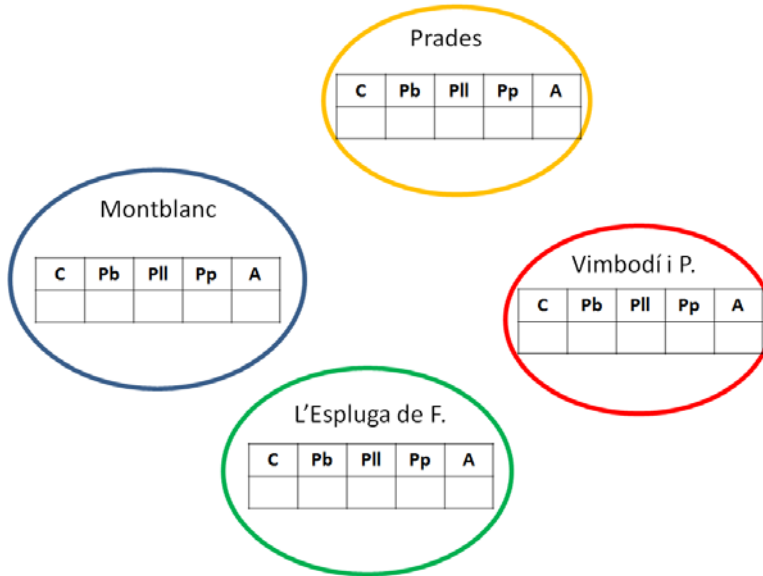 Prades
C Pb Pll Pp A
Montblanc
C Pb Pll Pp A
Vimbodí i P.
C Pb Pll Pp A
L'Espluga de F.
C Pb Pll Pp A